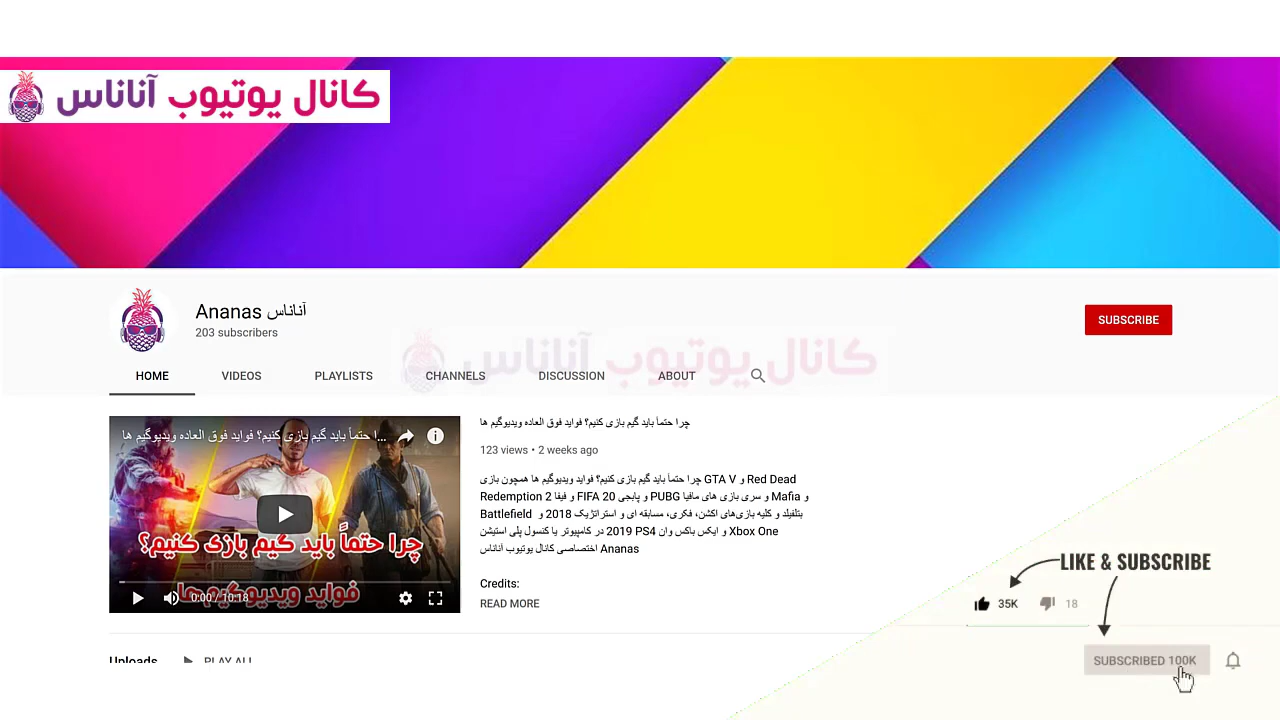 کانال یوتیوب آناناس
Ananas آناناس
203 subscribers
SUBSCRIBE
کانال یوتیوب آناناس
HOME VIDEOS PLAYLISTS CHANNELS DISCUSSION ABOUT
ا حتماً باید گیم بازی کنیم؟ فواید فوق العاده ویدیوگیم ها...
چرا حتماً باید گیم بازی کنیم؟
فواید ویدیوگیم‌ها
0:00 / 10:18
چرا حتماً باید گیم بازی کنیم؟ فواید فوق العاده ویدیوگیم ها
123 views • 2 weeks ago
چرا حتماً باید گیم بازی کنیم؟ فواید ویدیوگیم ها همچون بازی GTA V و Red Dead
Redemption 2 و فیفا FIFA 20 و پابجی PUBG و سری بازی های مافیا Mafia و
Battlefield بتلفیلد و کلیه بازی‌های اکشن، فکری، مسابقه ای و استراتژیک 2018 و
2019 در کامپیوتر یا کنسول پلی استیشن PS4 و ایکس باکس وان Xbox One
اختصاصی کانال یوتیوب آناناس Ananas
Credits:
READ MORE
LIKE & SUBSCRIBE
35K 18
SUBSCRIBED 100K
Uploads PLAY ALL